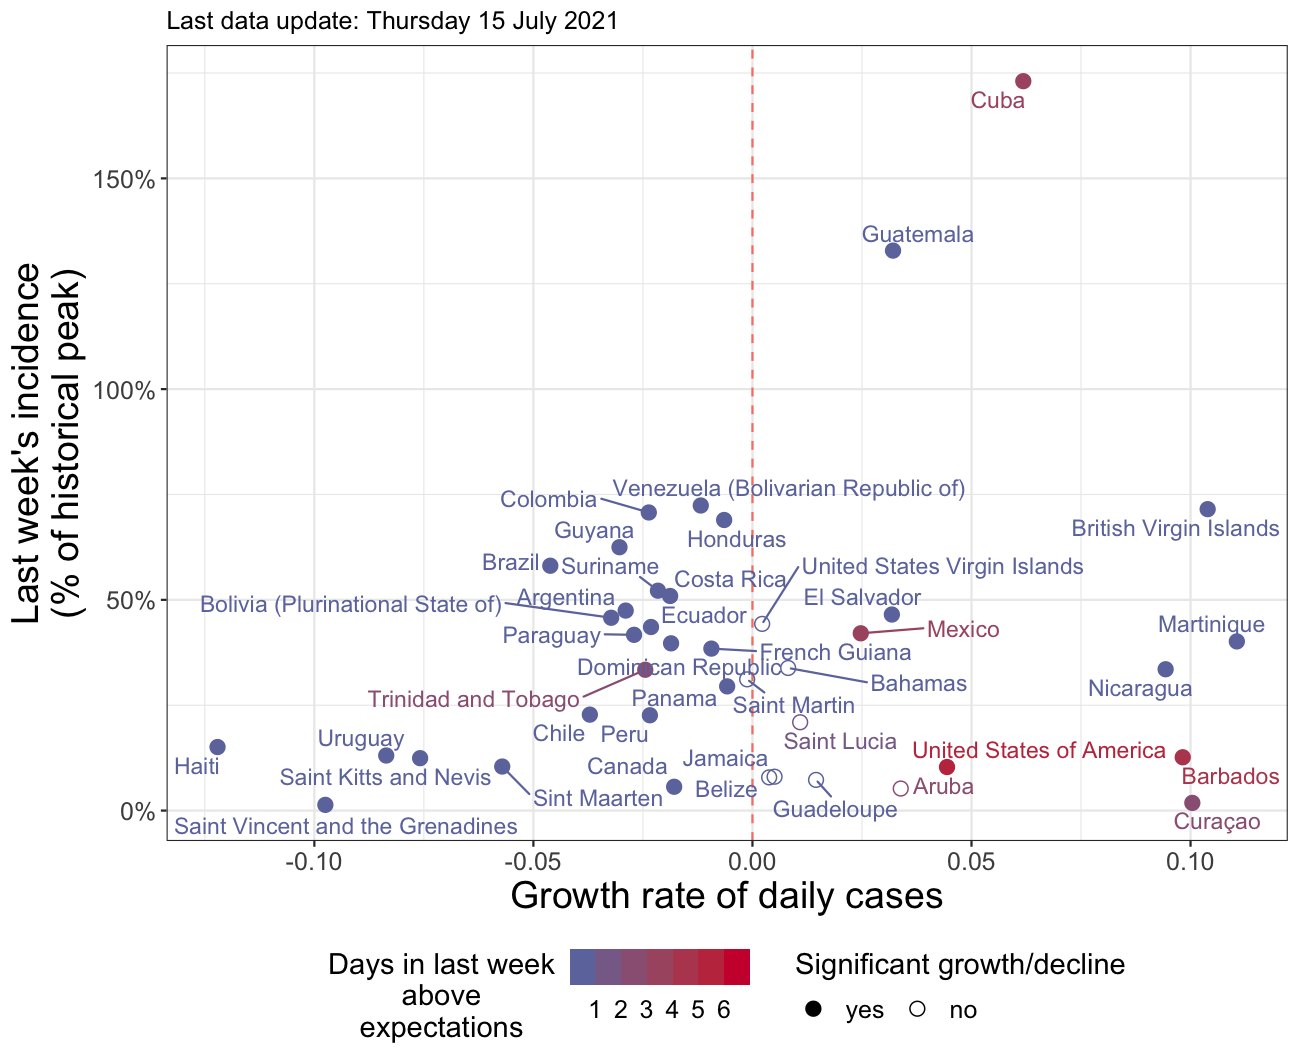 Last data update: Thursday 15 July 2021
Last week's incidence
(% of historical peak)
150%
100%
50%
0%
Cuba
Guatemala
Venezuela (Bolivarian Republic of)
Colombia
British Virgin Islands
Guyana
Honduras
Brazil
Suriname
United States Virgin Islands
Costa Rica
Argentina
El Salvador
Bolivia (Plurinational State of)
Ecuador
Martinique
Mexico
Paraguay
French Guiana
Dominican Republic
Bahamas
Nicaragua
Trinidad and Tobago
Panama
Saint Martin
Chile
Peru
Uruguay
Saint Lucia
United States of America
Haiti
Canada
Jamaica
Saint Kitts and Nevis
Barbados
Sint Maarten
Belize
Aruba
Guadeloupe
Saint Vincent and the Grenadines
Curaçao
-0.10
-0.05
0.00
0.05
0.10
Growth rate of daily cases
Days in last week
above
expectations
1 2 3 4 5 6
Significant growth/decline
yes
no